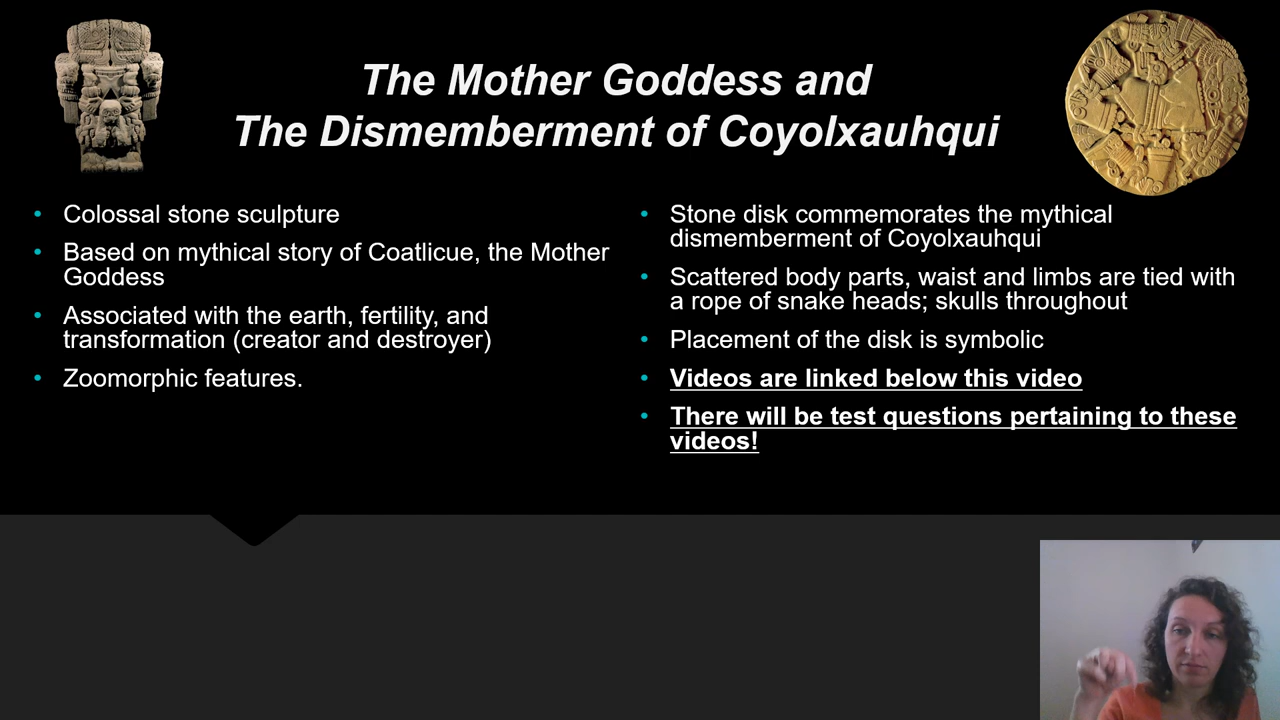 The Mother Goddess and
The Dismemberment of Coyolxauhqui
Colossal stone sculpture
Based on mythical story of Coatlicue, the Mother
Goddess
Associated with the earth, fertility, and
transformation (creator and destroyer)
Zoomorphic features.
Stone disk commemorates the mythical
dismemberment of Coyolxauhqui
Scattered body parts, waist and limbs are tied with
a rope of snake heads; skulls throughout
Placement of the disk is symbolic
Videos are linked below this video
There will be test questions pertaining to these
videos!